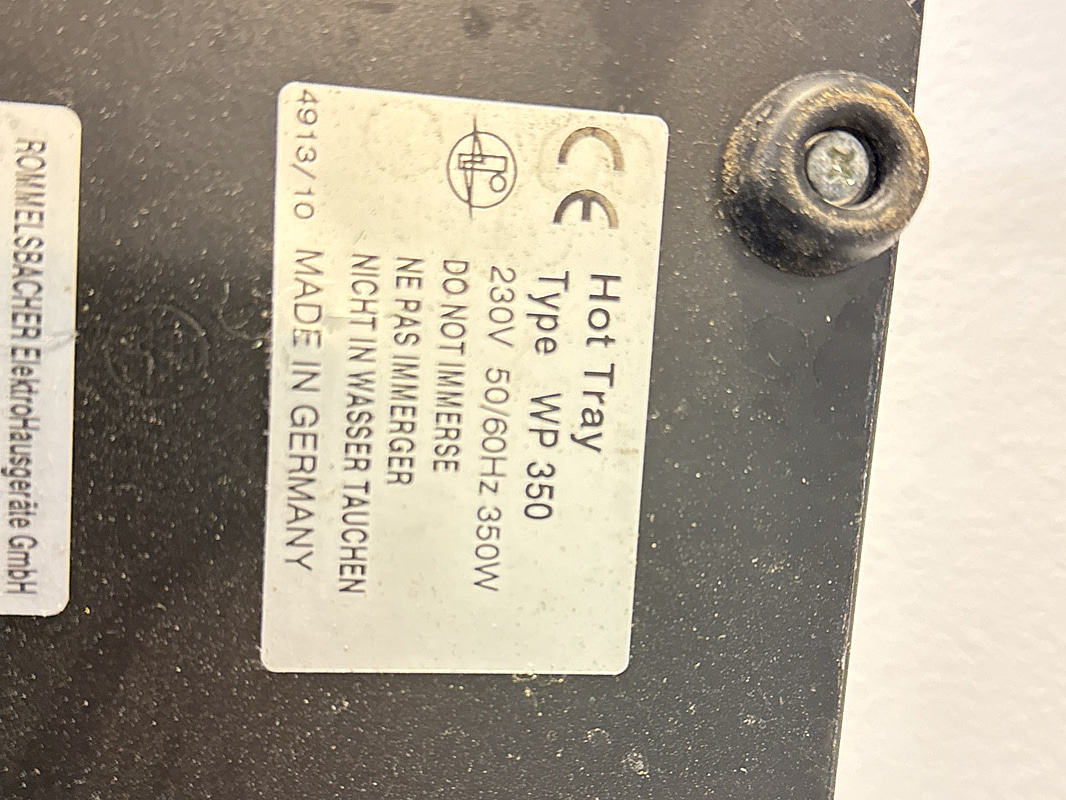 CE
Hot Tray
Type WP 350
230V 50/60Hz 350W
DO NOT IMMERSE
NE PAS IMMERGER
NICHT IN WASSER TAUCHEN
4913/10 MADE IN GERMANY
ROMMELSBACHER ElektroHausgeräte GmbH